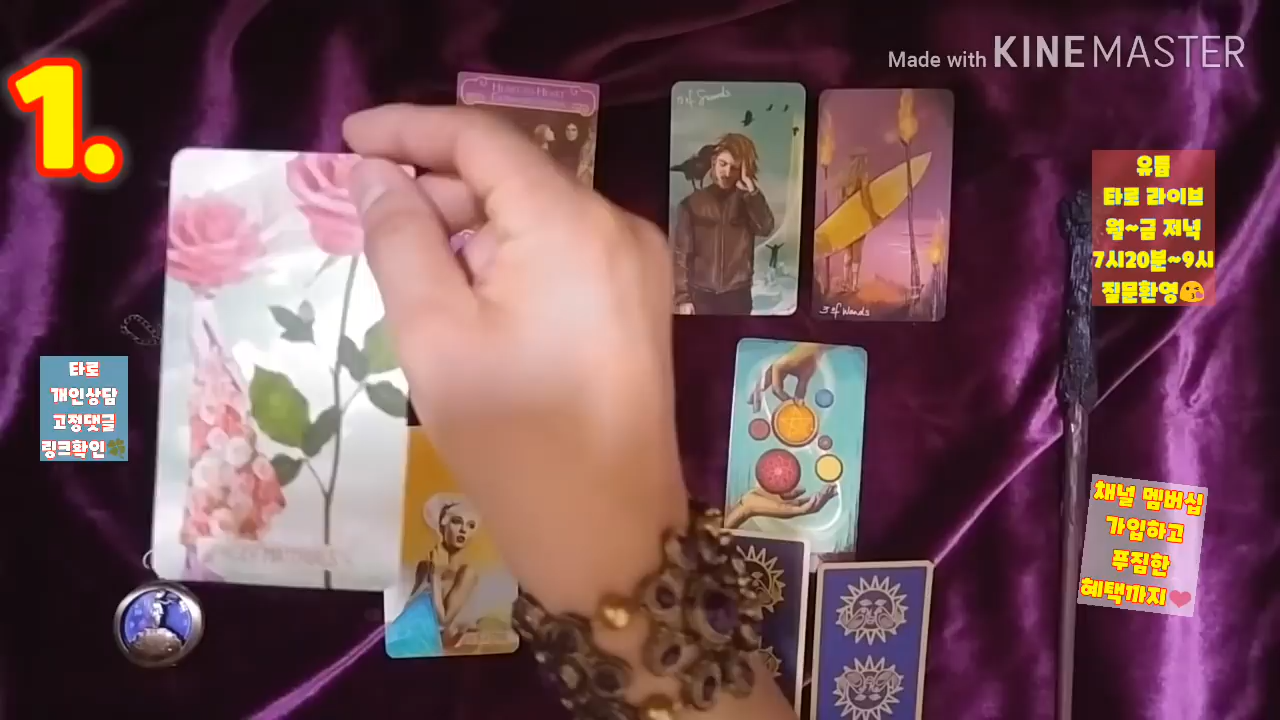 Made with KINEMASTER
1.
HEART TO HEART
3 of Wands
유튭
타로 라이브
월~금 저녁
7시20분~9시
질문환영😘
타로
개인상담
고정댓글
링크확인🍀
채널 멤버십
가입하고
푸짐한
혜택까지❤